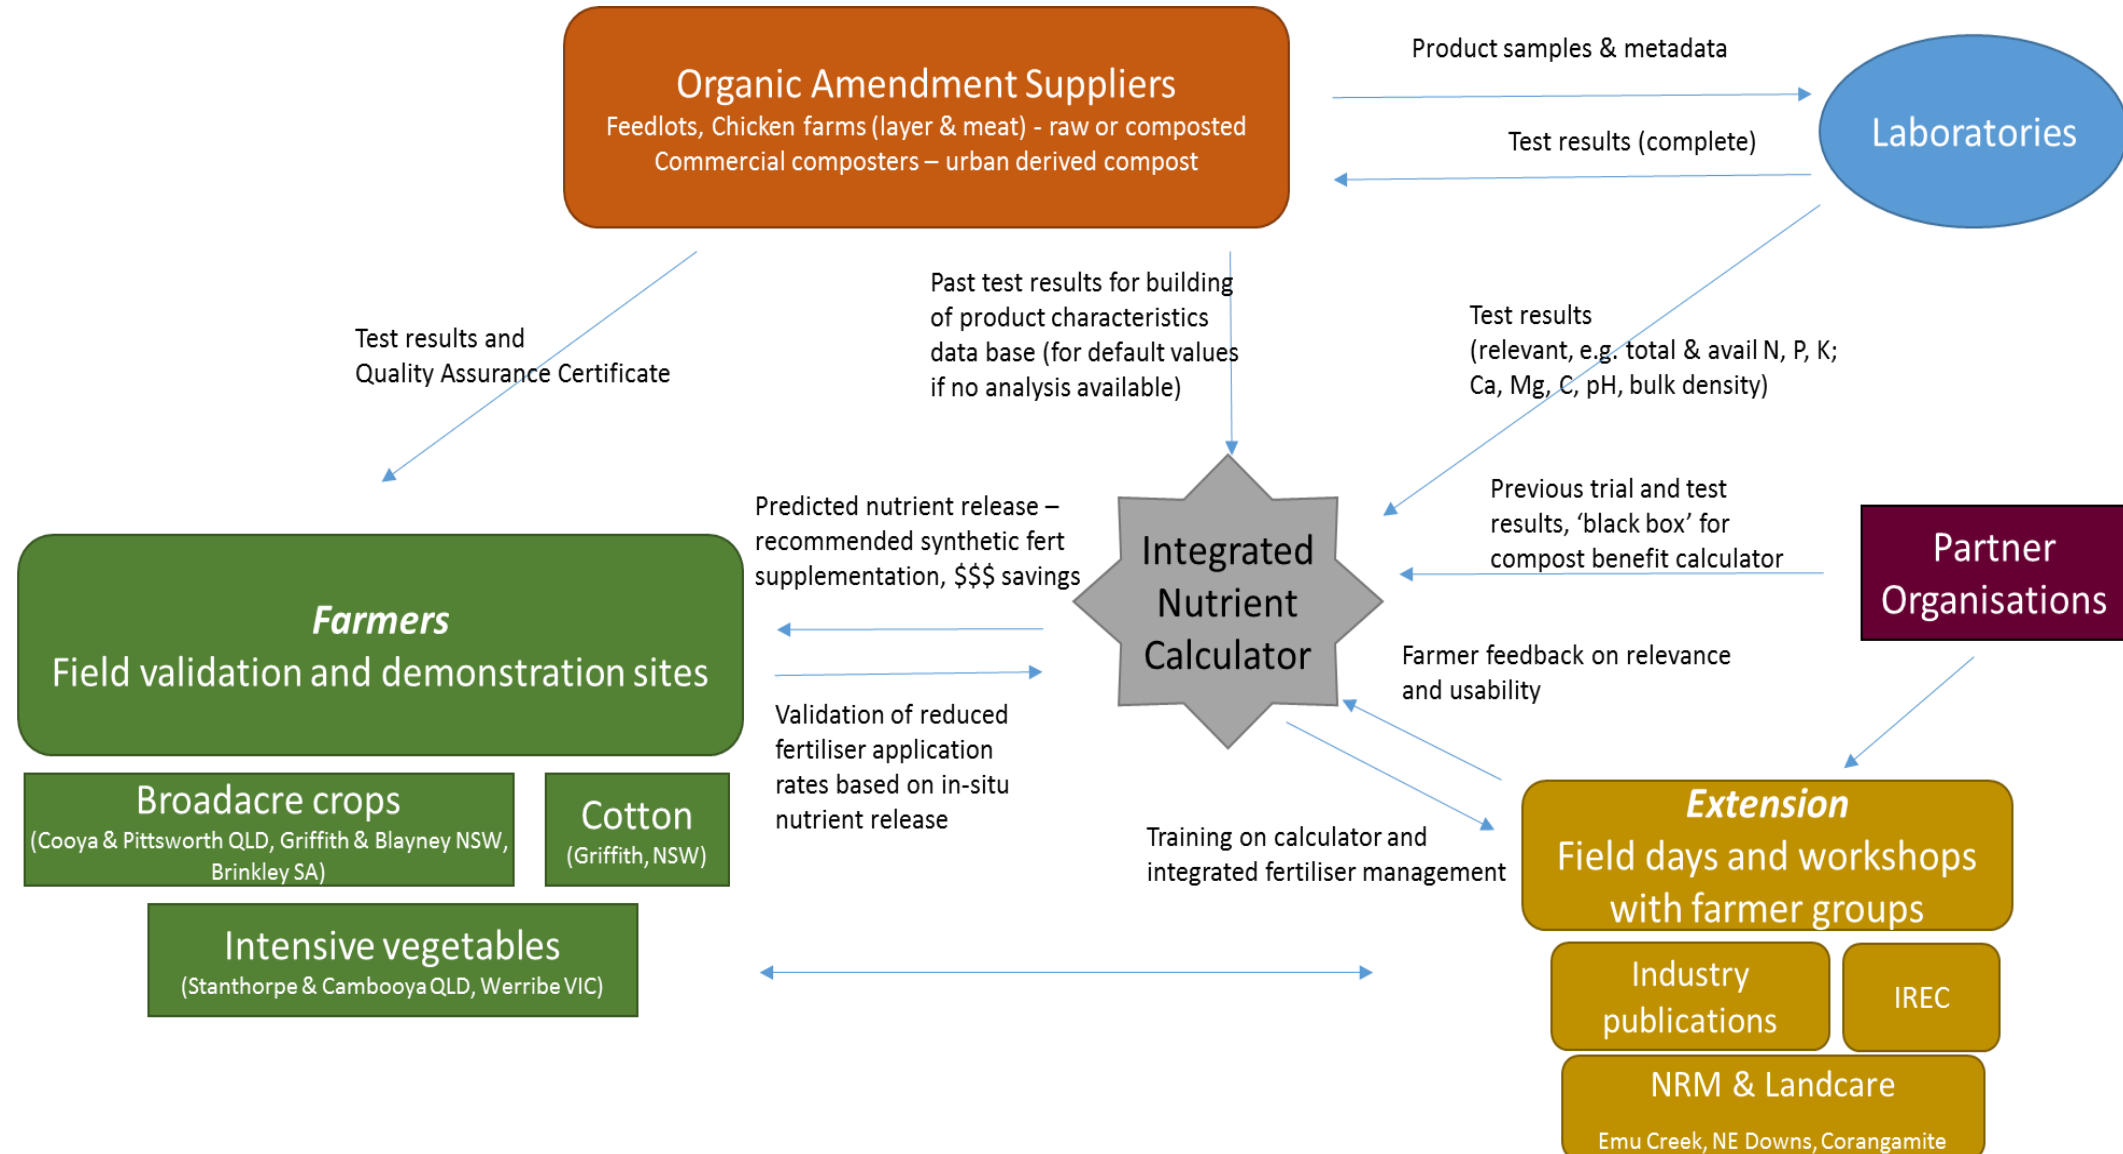 Organic Amendment Suppliers
Feedlots, Chicken farms (layer & meat) - raw or composted
Commercial composters – urban derived compost
Product samples & metadata
Test results (complete)
Laboratories
Test results and
Quality Assurance Certificate
Past test results for building
of product characteristics
data base (for default values
if no analysis available)
Test results
(relevant, e.g. total & avail N, P, K;
Ca, Mg, C, pH, bulk density)
Predicted nutrient release –
recommended synthetic fert
supplementation, $$$ savings
Integrated
Nutrient
Calculator
Previous trial and test
results, ‘black box’ for
compost benefit calculator
Partner
Organisations
Farmers
Field validation and demonstration sites
Validation of reduced
fertiliser application
rates based on in-situ
nutrient release
Farmer feedback on relevance
and usability
Training on calculator and
integrated fertiliser management
Broadacre crops
(Cooya & Pittsworth QLD, Griffith & Blayney NSW,
Brinkley SA)
Cotton
(Griffith, NSW)
Intensive vegetables
(Stanthorpe & Cambooya QLD, Werribe VIC)
Extension
Field days and workshops
with farmer groups
Industry
publications
IREC
NRM & Landcare
Emu Creek, NE Downs, Corangamite